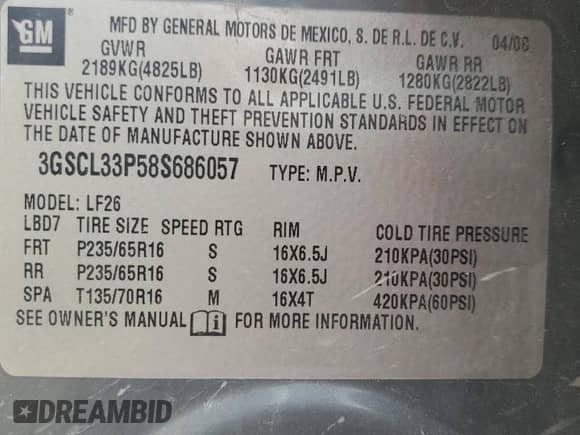 GM
MFD BY GENERAL MOTORS DE MEXICO, S. DE R.L. DE C.V. 04/08
GVWR GAWR FRT GAWR RR
2189KG(4825LB) 1130KG(2491LB) 1280KG(2822LB)
THIS VEHICLE CONFORMS TO ALL APPLICABLE U.S. FEDERAL MOTOR
VEHICLE SAFETY AND THEFT PREVENTION STANDARDS IN EFFECT ON
THE DATE OF MANUFACTURE SHOWN ABOVE.
3GSCL33P58S686057 TYPE: M.P.V.
MODEL: LF26
LBD7 TIRE SIZE SPEED RTG RIM COLD TIRE PRESSURE
FRT P235/65R16 S 16X6.5J 210KPA(30PSI)
RR P235/65R16 S 16X6.5J 210KPA(30PSI)
SPA T135/70R16 M 16X4T 420KPA(60PSI)
SEE OWNER'S MANUAL i FOR MORE INFORMATION.
DREAMBID